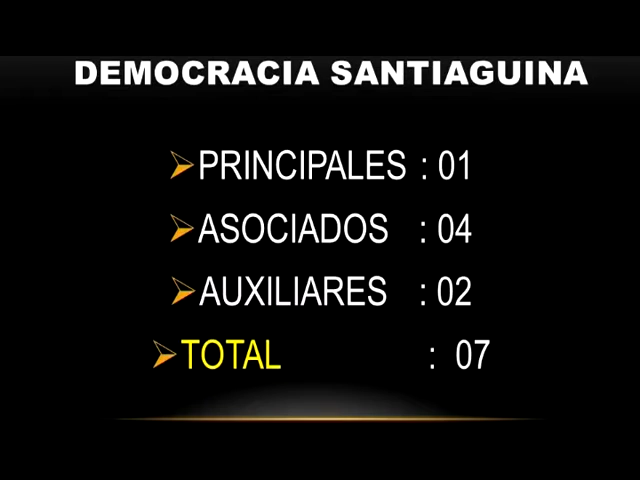 DEMOCRACIA SANTIAGUINA
PRINCIPALES : 01
ASOCIADOS : 04
AUXILIARES : 02
TOTAL : 07